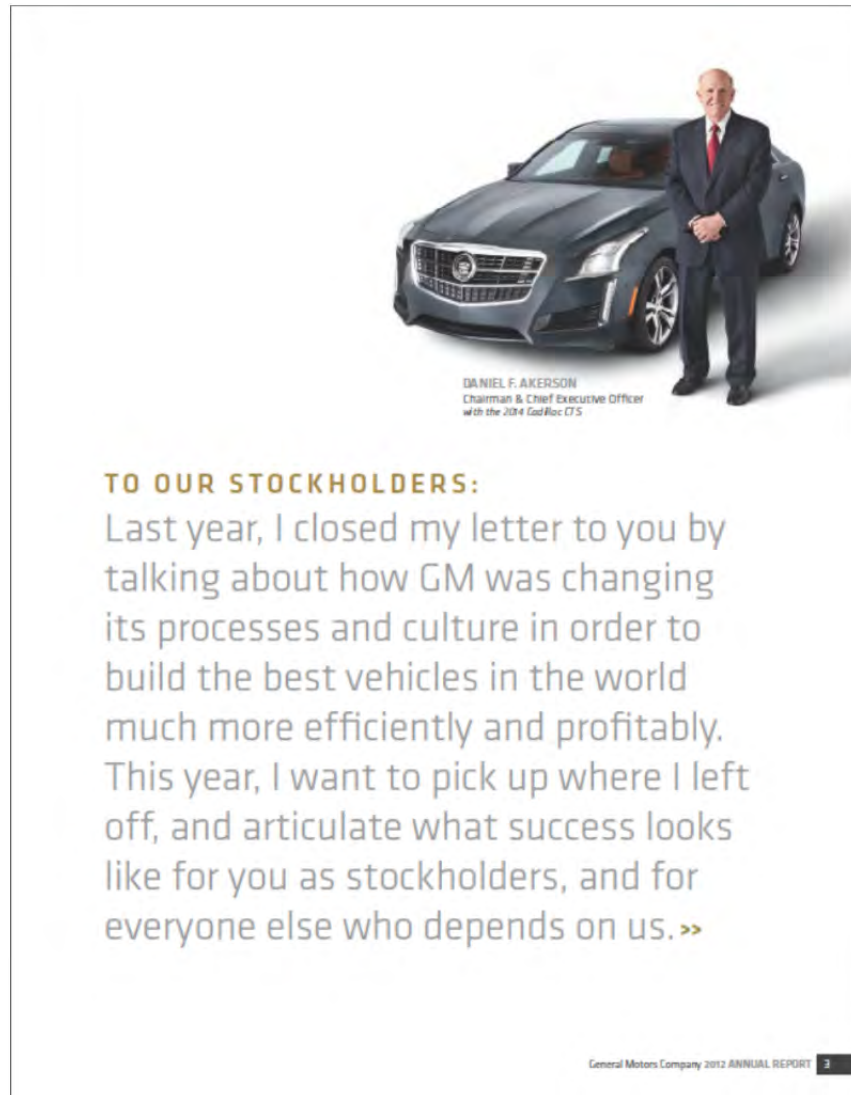 DANIEL F. AKERSON
Chairman & Chief Executive Officer
with the 2014 Cadillac CTS
TO OUR STOCKHOLDERS:
Last year, I closed my letter to you by
talking about how GM was changing
its processes and culture in order to
build the best vehicles in the world
much more efficiently and profitably.
This year, I want to pick up where I left
off, and articulate what success looks
like for you as stockholders, and for
everyone else who depends on us. >>
General Motors Company 2012 ANNUAL REPORT 3